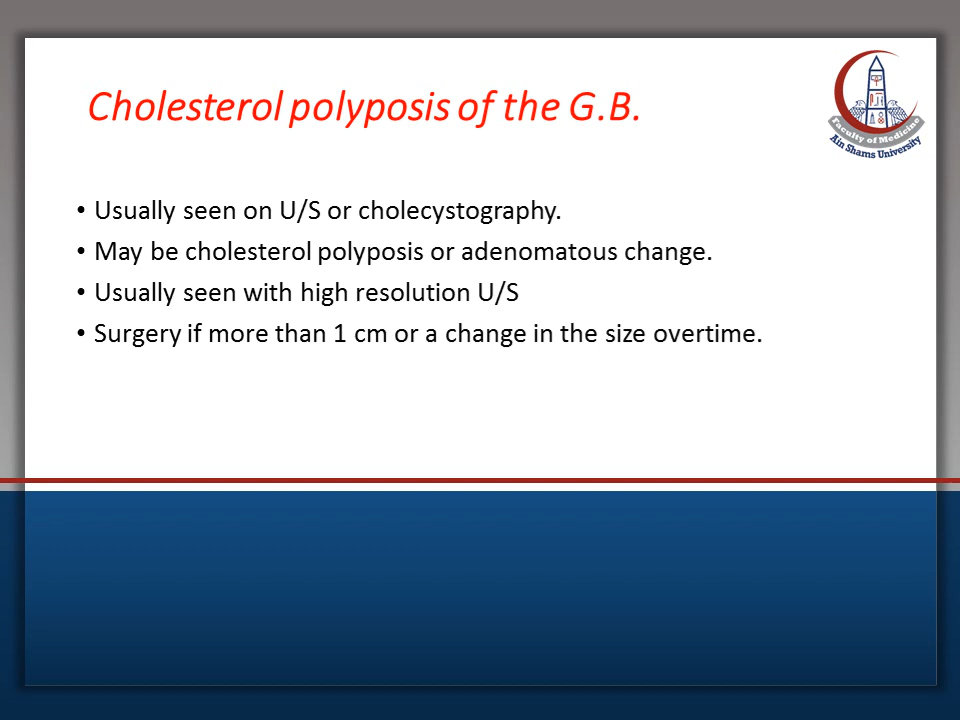 Cholesterol polyposis of the G.B.
Faculty of Medicine
Ain Shams University
• Usually seen on U/S or cholecystography.
• May be cholesterol polyposis or adenomatous change.
• Usually seen with high resolution U/S
• Surgery if more than 1 cm or a change in the size overtime.